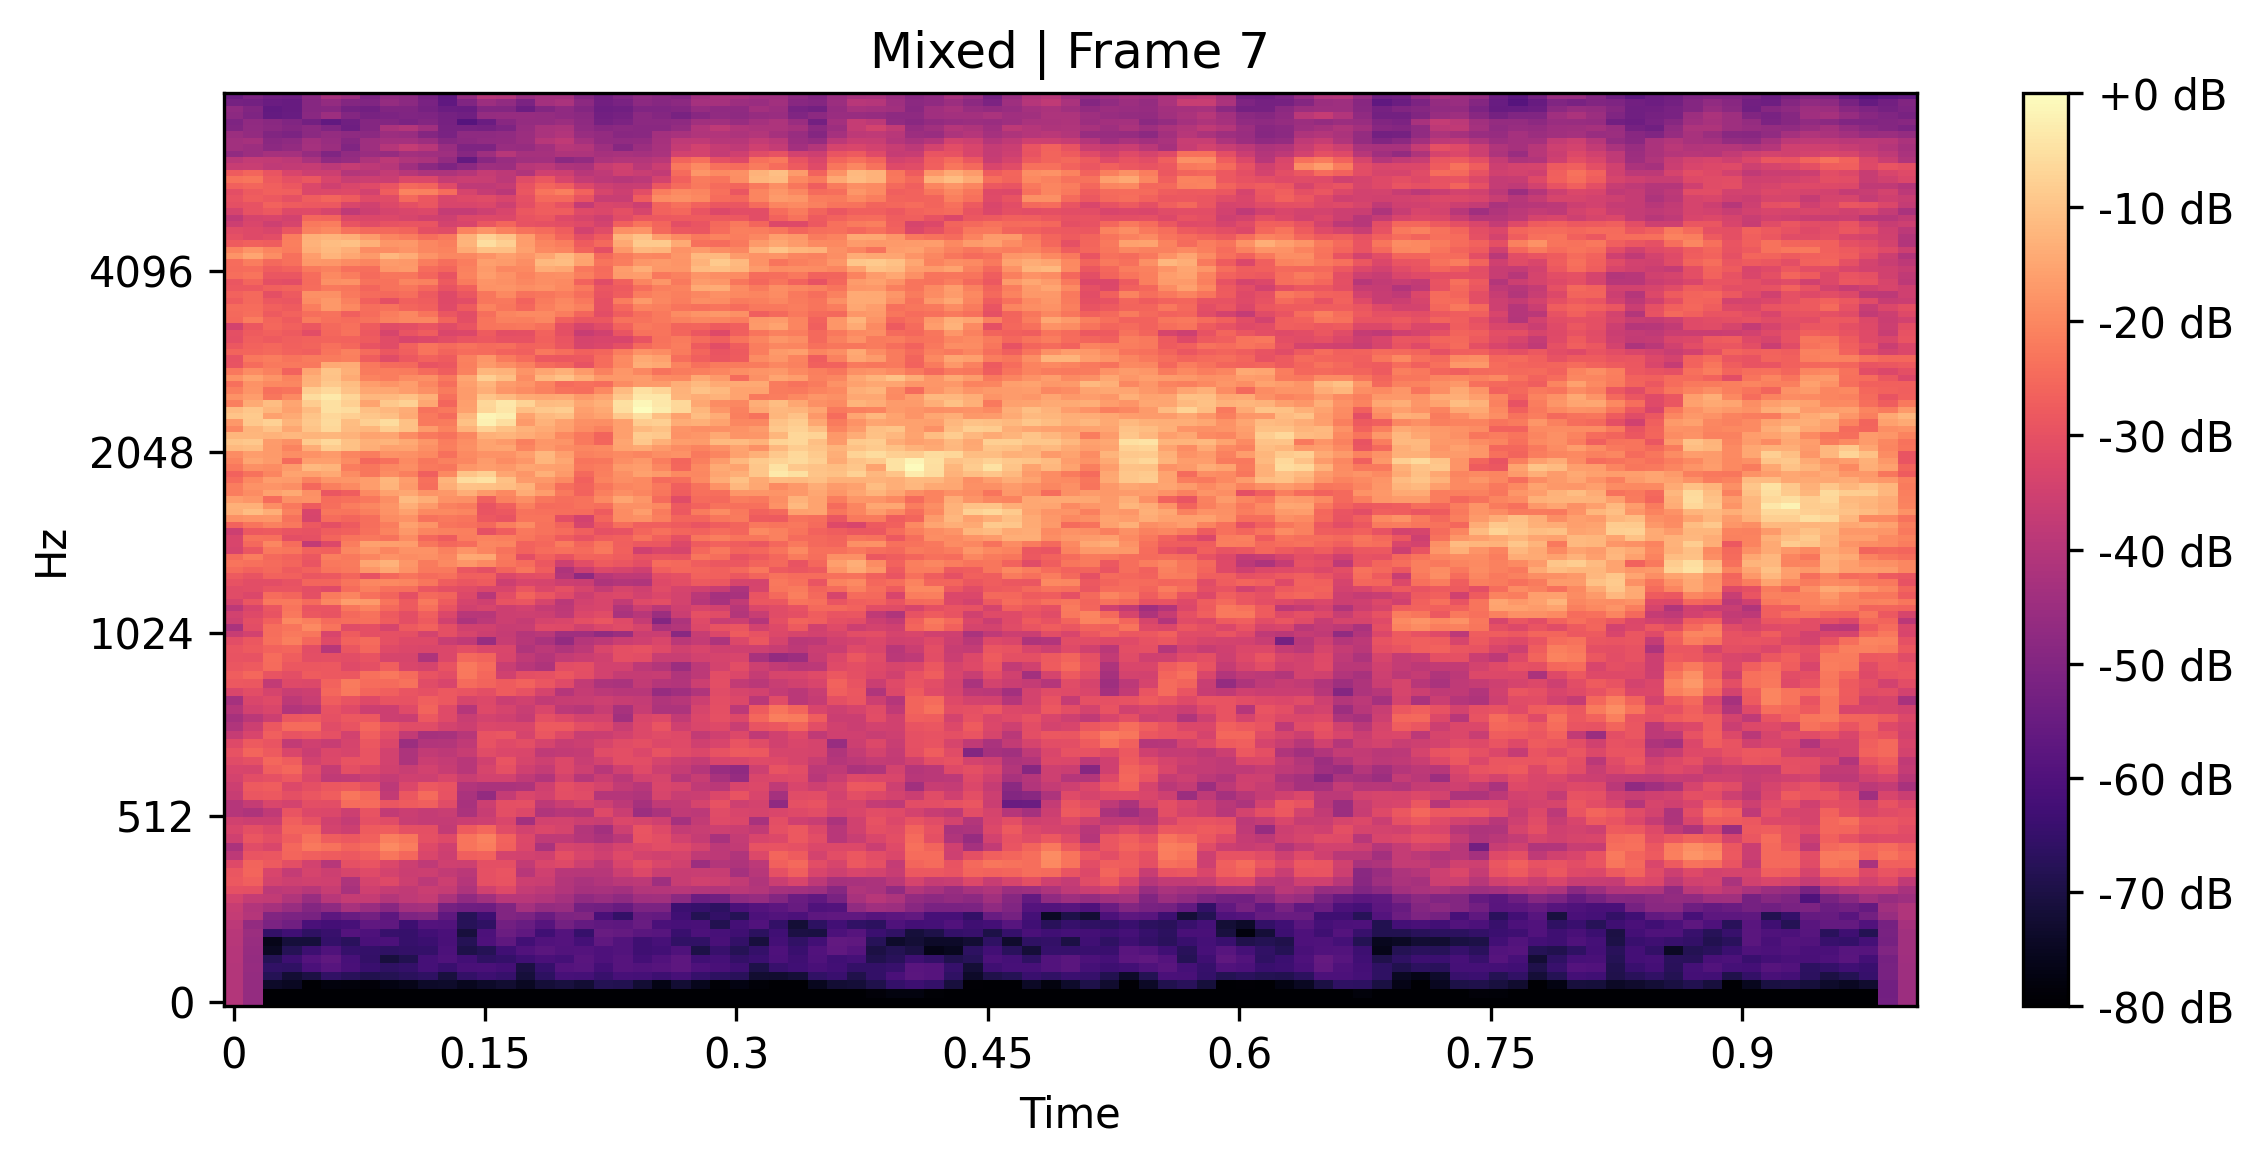 Mixed | Frame 7
Hz
4096
2048
1024
512
0
0 0.15 0.3 0.45 0.6 0.75 0.9
Time
+0 dB
-10 dB
-20 dB
-30 dB
-40 dB
-50 dB
-60 dB
-70 dB
-80 dB